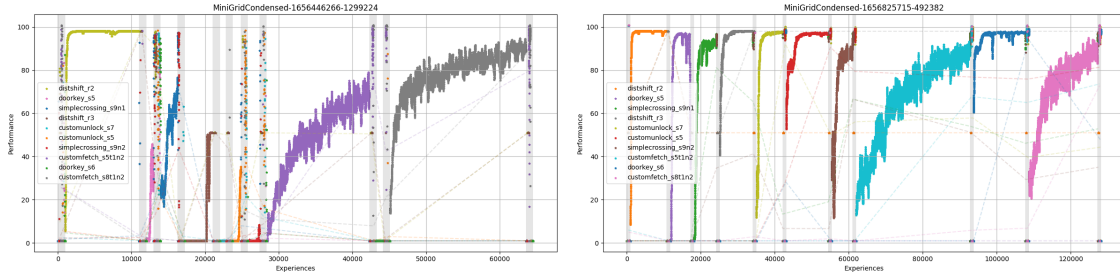 MiniGridCondensed-1656446266-1299224
Performance
100
80
60
40
20
0
distshift_r2
doorkey_s5
simplecrossing_s9n1
distshift_r3
customunlock_s7
customunlock_s5
simplecrossing_s9n2
customfetch_s5t1n2
doorkey_s6
customfetch_s8t1n2
0
10000
20000
30000
40000
50000
60000
Experiences
MiniGridCondensed-1656825715-492382
Performance
100
80
60
40
20
0
distshift_r2
doorkey_s5
simplecrossing_s9n1
distshift_r3
customunlock_s7
customunlock_s5
simplecrossing_s9n2
customfetch_s5t1n2
doorkey_s6
customfetch_s8t1n2
0
20000
40000
60000
80000
100000
120000
Experiences